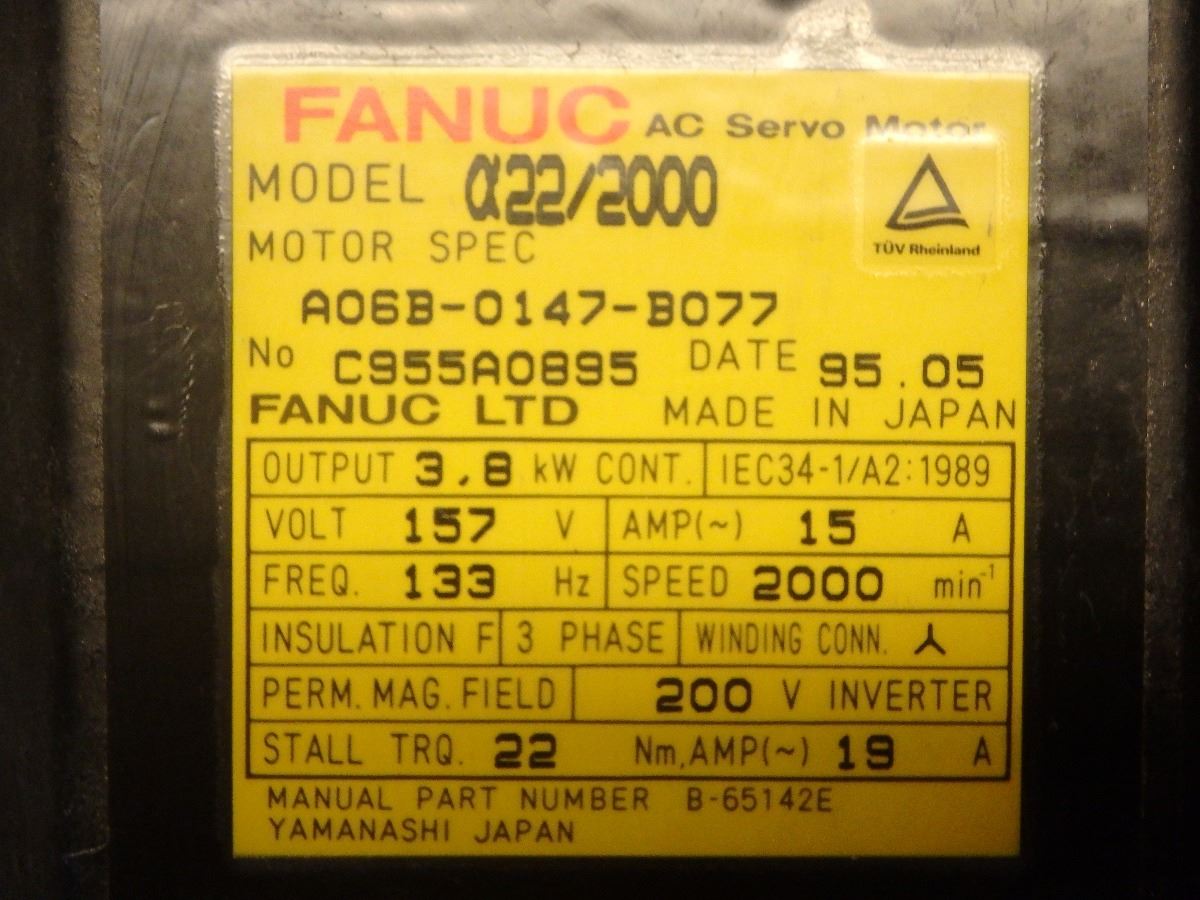 FANUC AC Servo Motor
MODEL α22/2000
TÜV Rheinland
MOTOR SPEC
A06B-0147-B077
No C955A0895 DATE 95.05
FANUC LTD MADE IN JAPAN
OUTPUT 3.8 kW CONT. IEC34-1/A2:1989
VOLT 157 V AMP(~) 15 A
FREQ. 133 Hz SPEED 2000 min⁻¹
INSULATION F 3 PHASE WINDING CONN.
PERM. MAG. FIELD 200 V INVERTER
STALL TRQ. 22 Nm, AMP(~) 19 A
MANUAL PART NUMBER B-65142E
YAMANASHI JAPAN